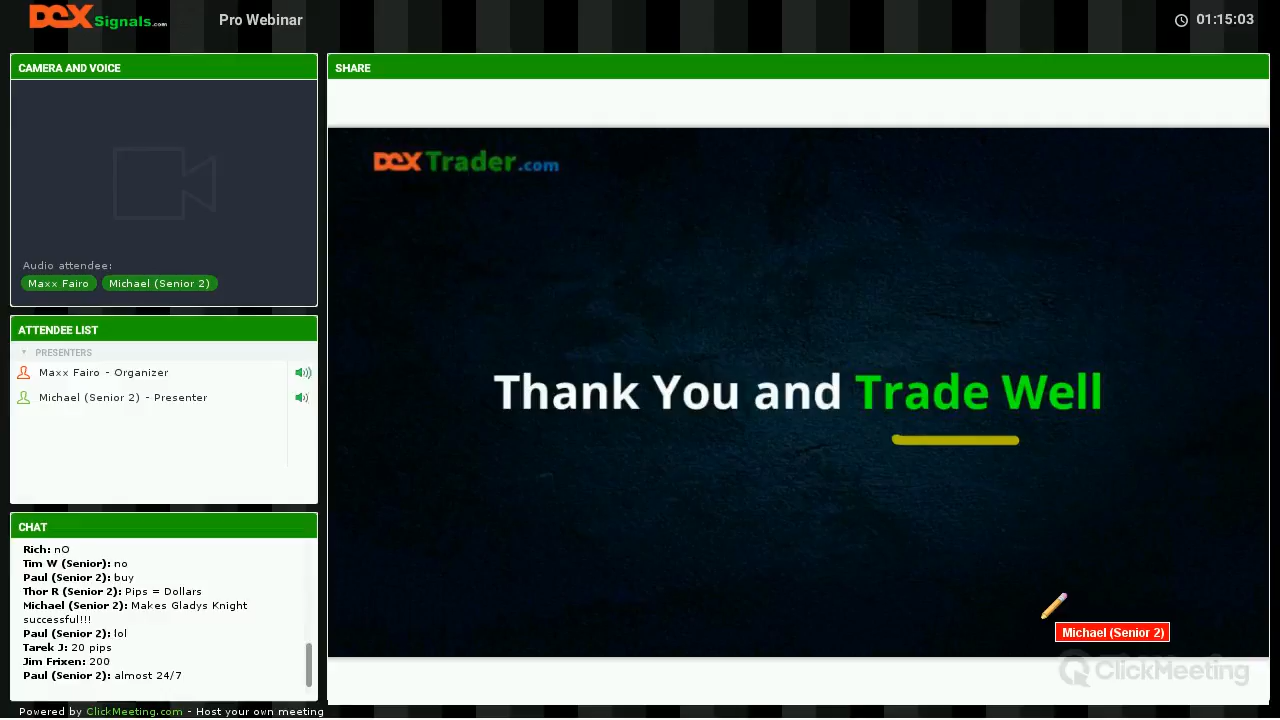 DEX Signals.com
Pro Webinar
01:15:03
CAMERA AND VOICE
Audio attendee:
Maxx Fairo
Michael (Senior 2)
ATTENDEE LIST
PRESENTERS
Maxx Fairo - Organizer
Michael (Senior 2) - Presenter
CHAT
Rich: nO
Tim W (Senior): no
Paul (Senior 2): buy
Thor R (Senior 2): Pips = Dollars
Michael (Senior 2): Makes Gladys Knight
successful!!!
Paul (Senior 2): lol
Tarek J: 20 pips
Jim Frixen: 200
Paul (Senior 2): almost 24/7
Powered by ClickMeeting.com - Host your own meeting
SHARE
DEX Trader.com
Thank You and Trade Well
Michael (Senior 2)
ClickMeeting